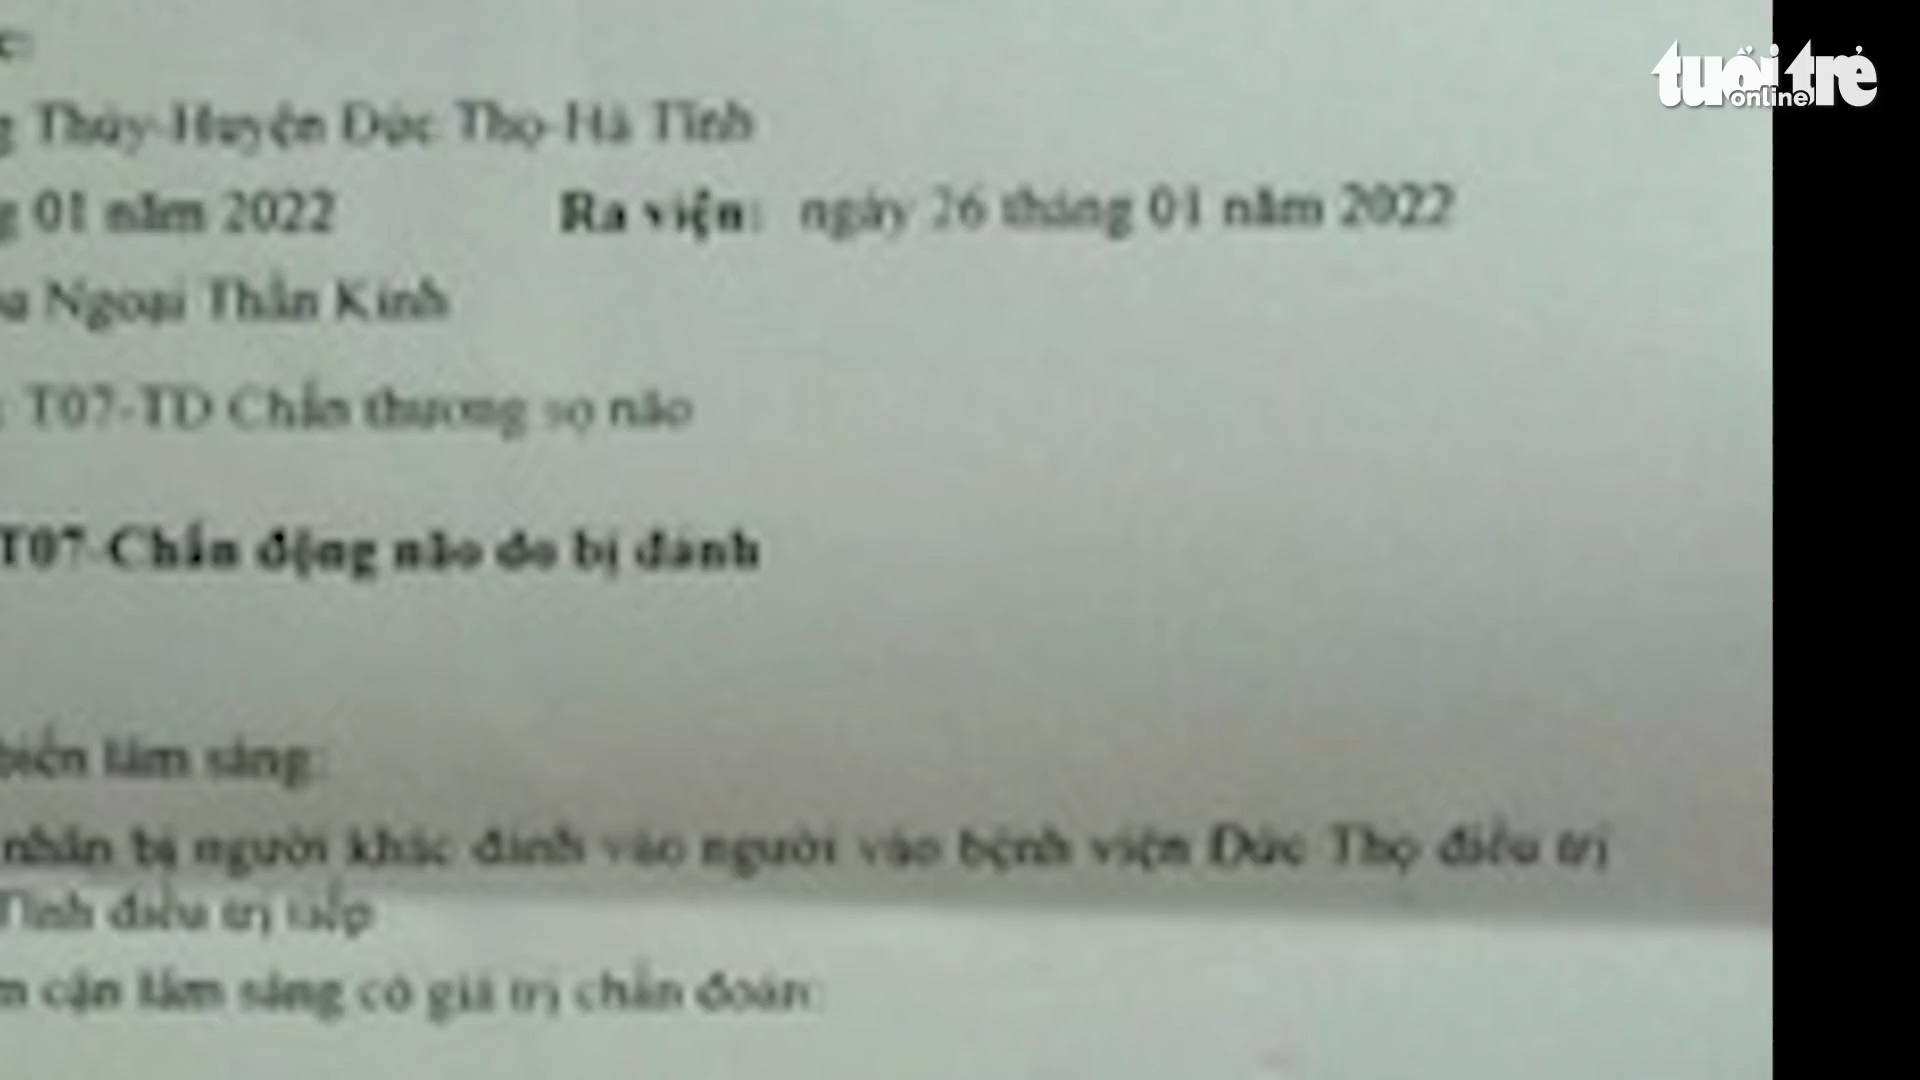 tuổi trẻ
online
Thủy-Huyện Đức Thọ-Hà Tĩnh
01 năm 2022 Ra viện: ngày 26 tháng 01 năm 2022
Ngoại Thần Kinh
T07-TD Chấn thương sọ não
T07-Chấn động não do bị đánh
biến lâm sàng:
nhân bị người khác đánh vào người vào bệnh viện Đức Thọ điều trị
Tĩnh điều trị tiếp
cận lâm sàng có giá trị chẩn đoán: